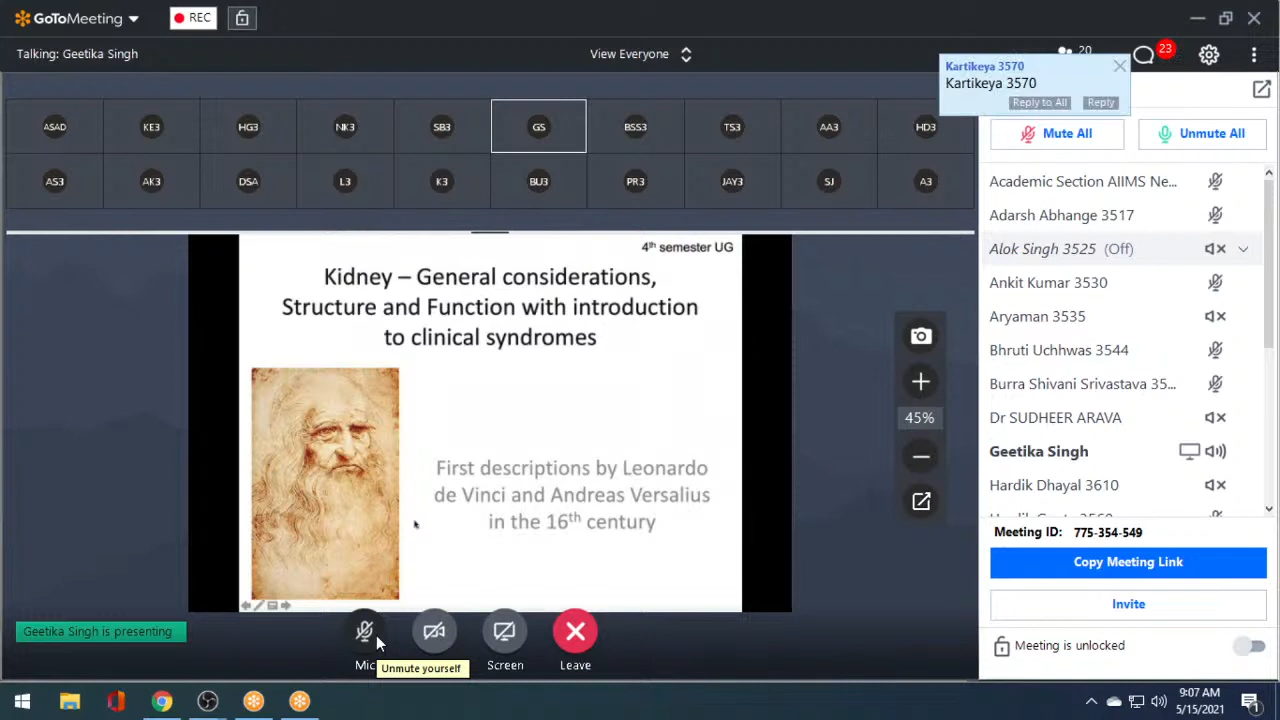 GoToMeeting
REC
Talking: Geetika Singh
View Everyone
20
23
Kartikeya 3570
Kartikeya 3570
Reply to All
Reply
ASAD
KE3
HG3
NK3
SB3
GS
BSS3
TS3
AA3
HD3
AS3
AK3
DSA
L3
K3
BU3
PR3
JAY3
SJ
A3
Mute All
Unmute All
Academic Section AIIMS Ne...
Adarsh Abhange 3517
Alok Singh 3525 (Off)
Ankit Kumar 3530
Aryaman 3535
Bhruti Uchhwas 3544
Burra Shivani Srivastava 35...
Dr SUDHEER ARAVA
Geetika Singh
Hardik Dhayal 3610
4th semester UG
Kidney – General considerations,
Structure and Function with introduction
to clinical syndromes
First descriptions by Leonardo
de Vinci and Andreas Versalius
in the 16th century
45%
Meeting ID: 775-354-549
Copy Meeting Link
Invite
Meeting is unlocked
Geetika Singh is presenting
Mic
Unmute yourself
Screen
Leave
9:07 AM
5/15/2021
1